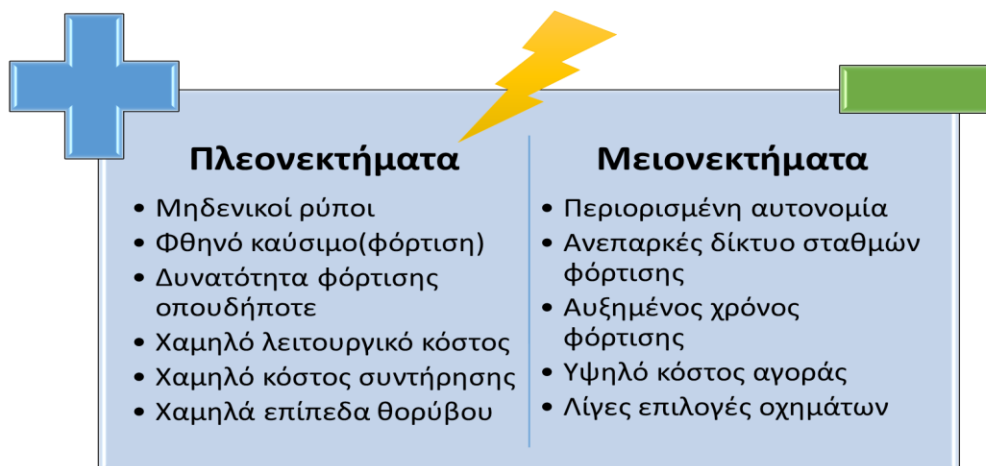 Πλεονεκτήματα
• Μηδενικοί ρύποι
• Φθηνό καύσιμο(φόρτιση)
• Δυνατότητα φόρτισης
οπουδήποτε
• Χαμηλό λειτουργικό κόστος
• Χαμηλό κόστος συντήρησης
• Χαμηλά επίπεδα θορύβου
Μειονεκτήματα
• Περιορισμένη αυτονομία
• Ανεπαρκές δίκτυο σταθμών
φόρτισης
• Αυξημένος χρόνος
φόρτισης
• Υψηλό κόστος αγοράς
• Λίγες επιλογές οχημάτων